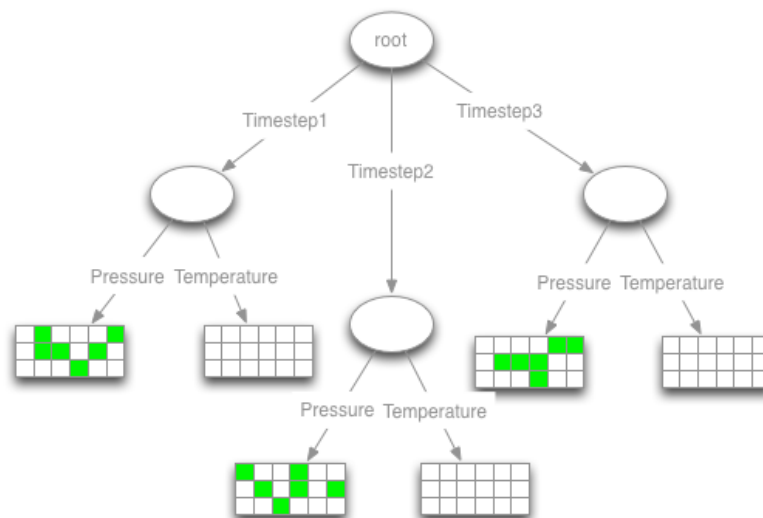 root
Timestep1
Timestep3
Timestep2
Pressure Temperature
Pressure Temperature
Pressure Temperature